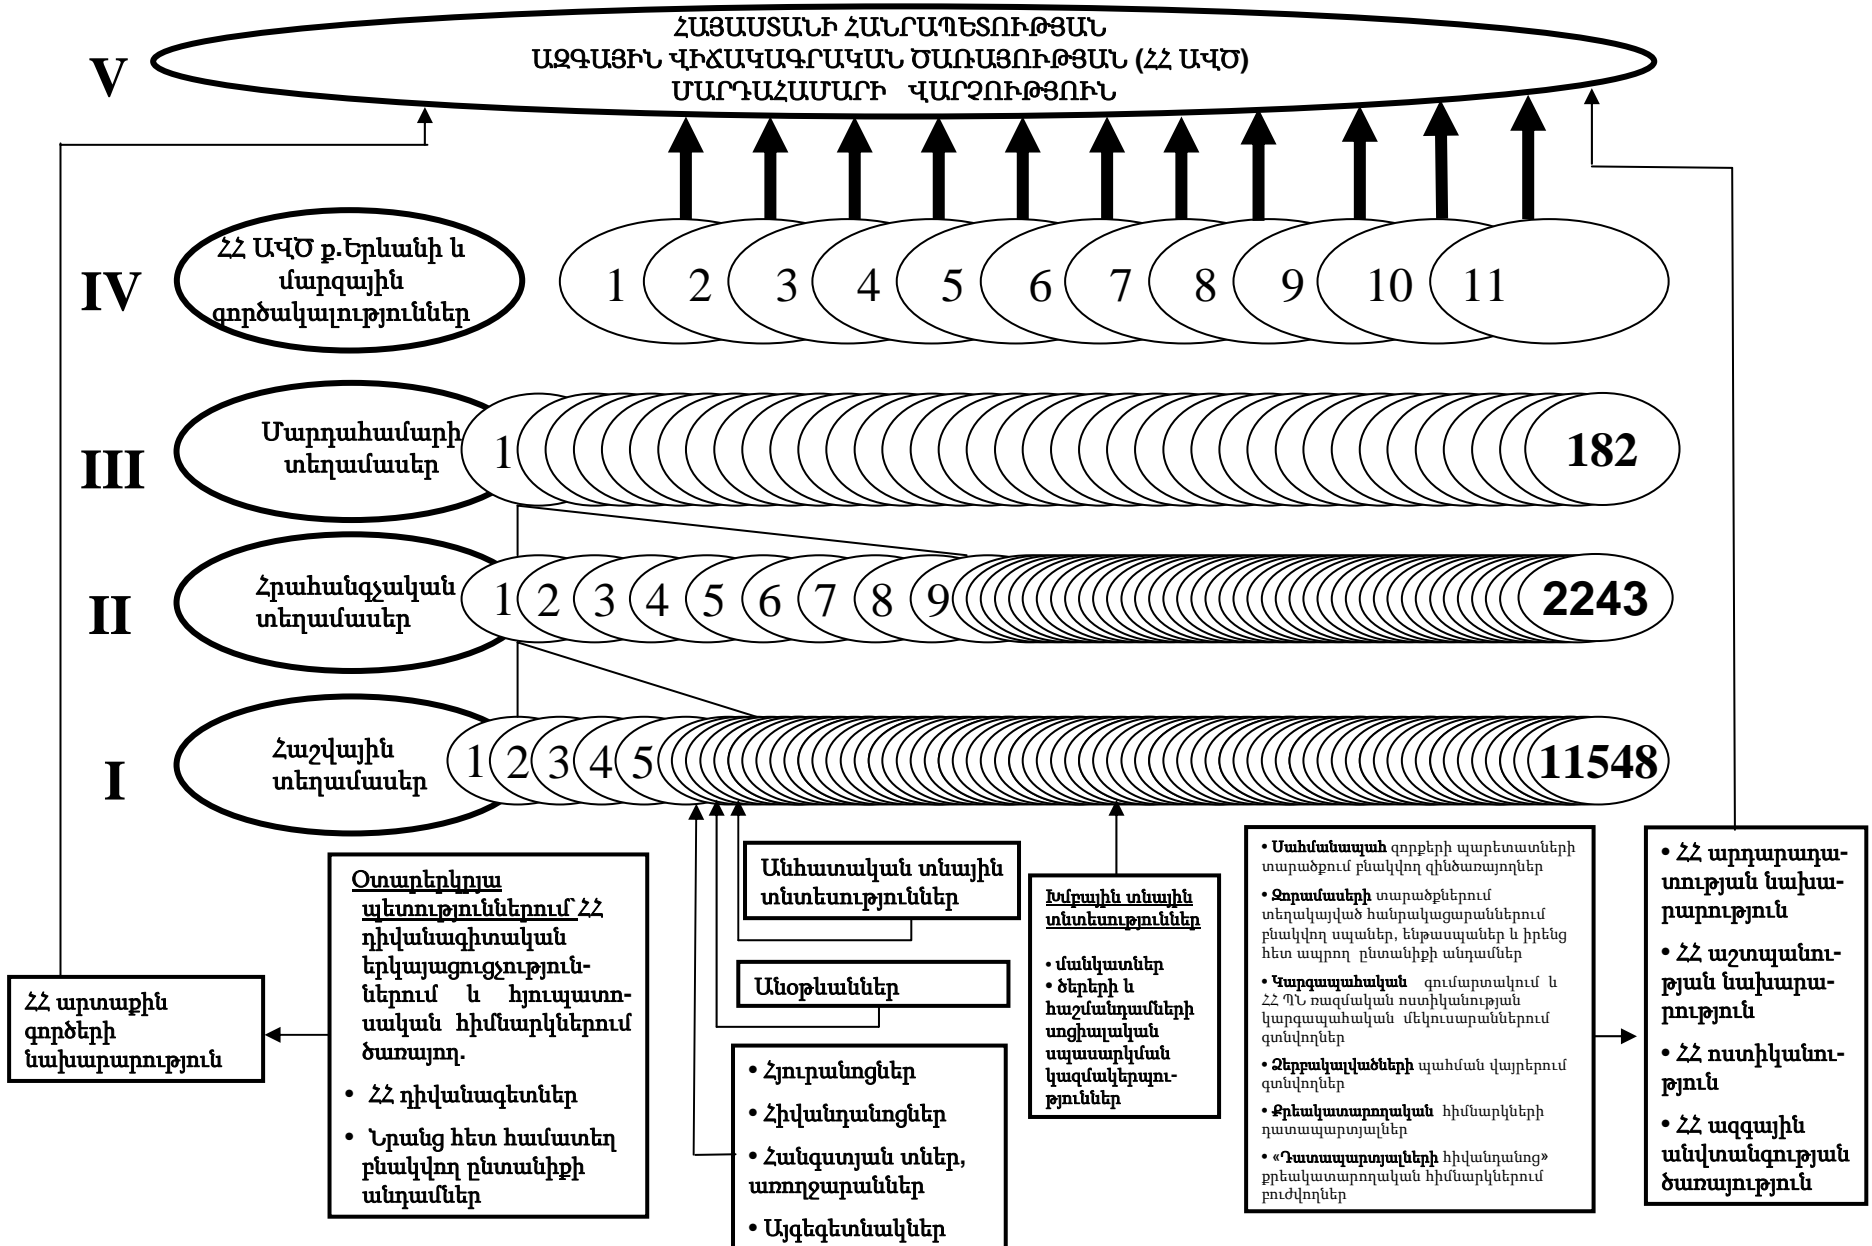 ՀԱՅԱՍՏԱՆԻ ՀԱՆՐԱՊԵՏՈՒԹՅԱՆ
ԱԶԳԱՅԻՆ ՎԻՃԱԿԱԳՐԱԿԱՆ ԾԱՌԱՅՈՒԹՅԱՆ (ՀՀ ԱՎԾ)
ՄԱՐԴԱՀԱՄԱՐԻ ՎԱՐՉՈՒԹՅՈՒՆ
V
IV
ՀՀ ԱՎԾ ք.Երևանի և
մարզային
գործակալություններ
1 2 3 4 5 6 7 8 9 10 11
III
Մարդահամարի
տեղամասեր
1 182
II
Հրահանգչական
տեղամասեր
1 2 3 4 5 6 7 8 9 2243
I
Հաշվային
տեղամասեր
1 2 3 4 5 11548
ՀՀ արտաքին
գործերի
նախարարություն
Օտարերկրյա
պետություններում՝ ՀՀ
դիվանագիտական
երկայացուցչություն-
ներում և հյուպատո-
սական հիմնարկներում
ծառայող.
• ՀՀ դիվանագետներ
• Նրանց հետ համատեղ
բնակվող ընտանիքի
անդամներ
Անհատական տնային
տնտեսություններ
Անօթևաններ
• Հյուրանոցներ
• Հիվանդանոցներ
• Հանգստյան տներ,
առողջարաններ
• Այգեգետնակներ
Խմբային տնային
տնտեսություններ
• մանկատներ
• ծերերի և
հաշմանդամների
սոցիալական
սպասարկման
կազմակերպու-
թյուններ
• Սահմանապահ զորքերի պարետատների
տարածքում բնակվող զինծառայողներ
• Զորամասերի տարածքներում
տեղակայված հանրակացարաններում
բնակվող սպաներ, ենթասպաներ և իրենց
հետ ապրող ընտանիքի անդամներ
• Կարգապահական գումարտակում և
ՀՀ ՊՆ ռազմական ոստիկանության
կարգապահական մեկուսարաններում
գտնվողներ
• Ձերբակալվածների պահման վայրերում
գտնվողներ
• Քրեակատարողական հիմնարկների
դատապարտյալներ
• «Դատապարտյալների հիվանդանոց»
քրեակատարողական հիմնարկներում
բուժվողներ
• ՀՀ արդարադա-
տության նախա-
րարություն
• ՀՀ պաշտպանու-
թյան նախարա-
րություն
• ՀՀ ոստիկանու-
թյուն
• ՀՀ ազգային
անվտանգության
ծառայություն